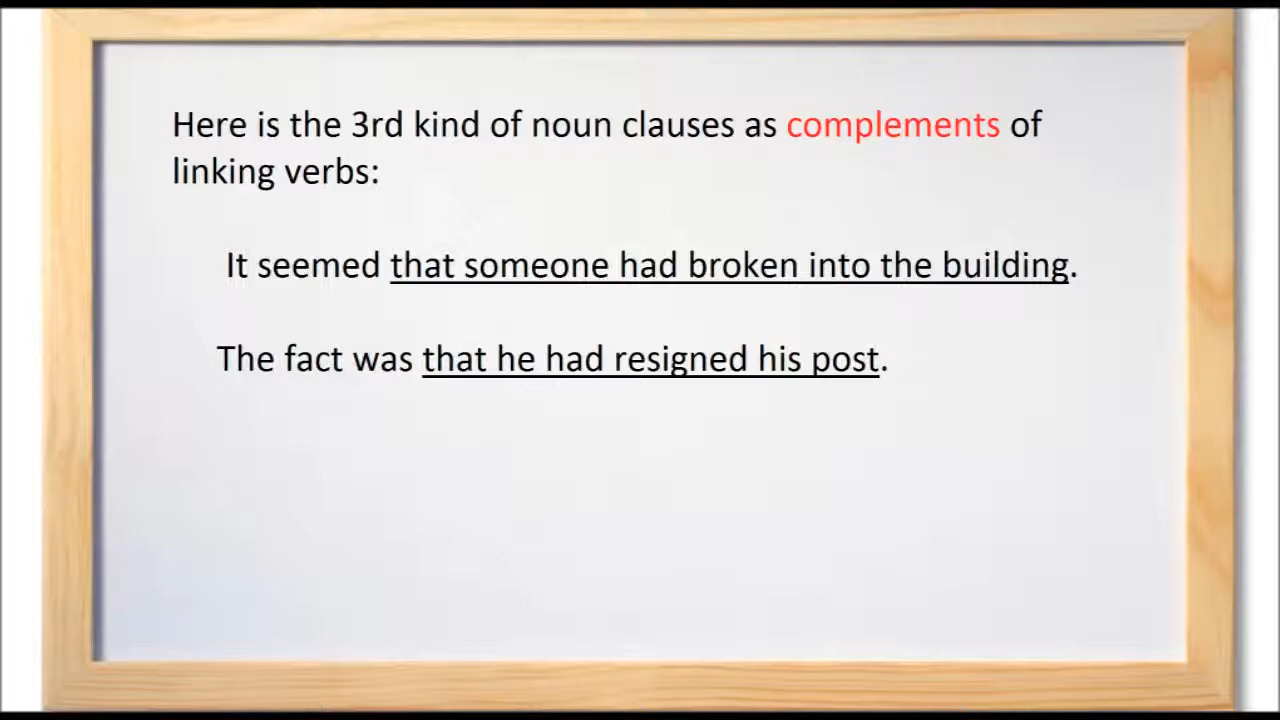 Here is the 3rd kind of noun clauses as complements of
linking verbs:
It seemed that someone had broken into the building.
The fact was that he had resigned his post.